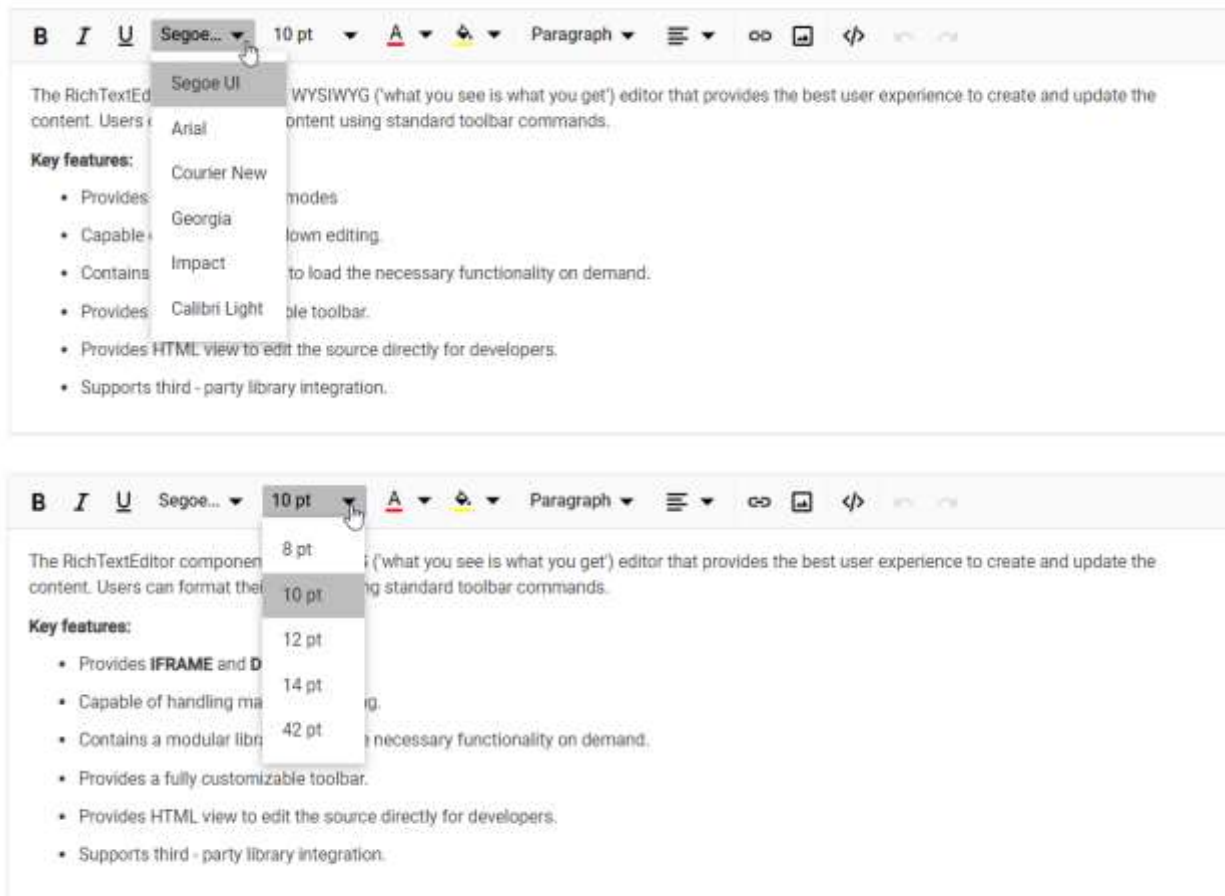 B I U Segoe... 10 pt A Paragraph </>
Segoe UI
Arial
Courier New
Georgia
Impact
Calibri Light
The RichTextEd WYSIWYG ('what you see is what you get') editor that provides the best user experience to create and update the
content. Users ontent using standard toolbar commands.
Key features:
• Provides modes
• Capable down editing.
• Contains to load the necessary functionality on demand.
• Provides ble toolbar.
• Provides HTML view to edit the source directly for developers.
• Supports third - party library integration.
B I U Segoe... 10 pt A Paragraph </>
8 pt
10 pt
12 pt
14 pt
42 pt
The RichTextEditor componen ('what you see is what you get') editor that provides the best user experience to create and update the
content. Users can format thei ng standard toolbar commands.
Key features:
• Provides IFRAME and D
• Capable of handling ma g.
• Contains a modular libr necessary functionality on demand.
• Provides a fully customizable toolbar.
• Provides HTML view to edit the source directly for developers.
• Supports third - party library integration.